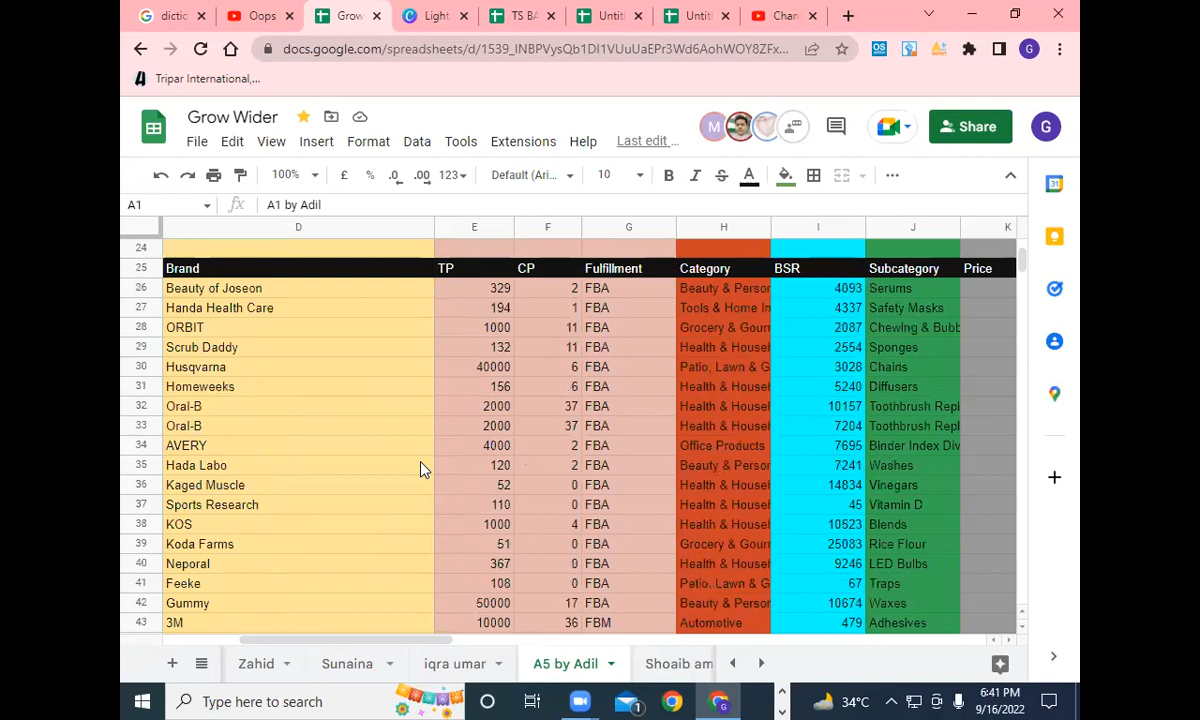 dictic
Oops
Grow
Light
TS BA
Untitl
Untitl
Chan
docs.google.com/spreadsheets/d/1539_lNBPVysQb1DI1VUuUaEPr3Wd6AohWOY8ZFx...
OS
G
Tripar International,...
Grow Wider
M
Share
G
File Edit View Insert Format Data Tools Extensions Help Last edit ...
100% £ % .0 .00 123 Default (Ari... 10 B I S A
A1 fx A1 by Adil
D E F G H I J K
24
25 Brand TP CP Fulfillment Category BSR Subcategory Price
26 Beauty of Joseon 329 2 FBA Beauty & Person 4093 Serums
27 Handa Health Care 194 1 FBA Tools & Home In 4337 Safety Masks
28 ORBIT 1000 11 FBA Grocery & Gourn 2087 Chewing & Bubb
29 Scrub Daddy 132 11 FBA Health & Househ 2554 Sponges
30 Husqvarna 40000 6 FBA Patio, Lawn & G 3028 Chairs
31 Homeweeks 156 6 FBA Health & Househ 5240 Diffusers
32 Oral-B 2000 37 FBA Health & Househ 10157 Toothbrush Repl
33 Oral-B 2000 37 FBA Health & Househ 7204 Toothbrush Repl
34 AVERY 4000 2 FBA Office Products 7695 Binder Index Div
35 Hada Labo 120 2 FBA Beauty & Person 7241 Washes
36 Kaged Muscle 52 0 FBA Health & Househ 14834 Vinegars
37 Sports Research 110 0 FBA Health & Househ 45 Vitamin D
38 KOS 1000 4 FBA Health & Househ 10523 Blends
39 Koda Farms 51 0 FBA Grocery & Gourn 25083 Rice Flour
40 Neporal 367 0 FBA Health & Househ 9246 LED Bulbs
41 Feeke 108 0 FBA Patio, Lawn & G 67 Traps
42 Gummy 50000 17 FBA Beauty & Person 10674 Waxes
43 3M 10000 36 FBM Automotive 479 Adhesives
Zahid Sunaina iqra umar A5 by Adil Shoaib am
Type here to search
1
34°C
6:41 PM
9/16/2022